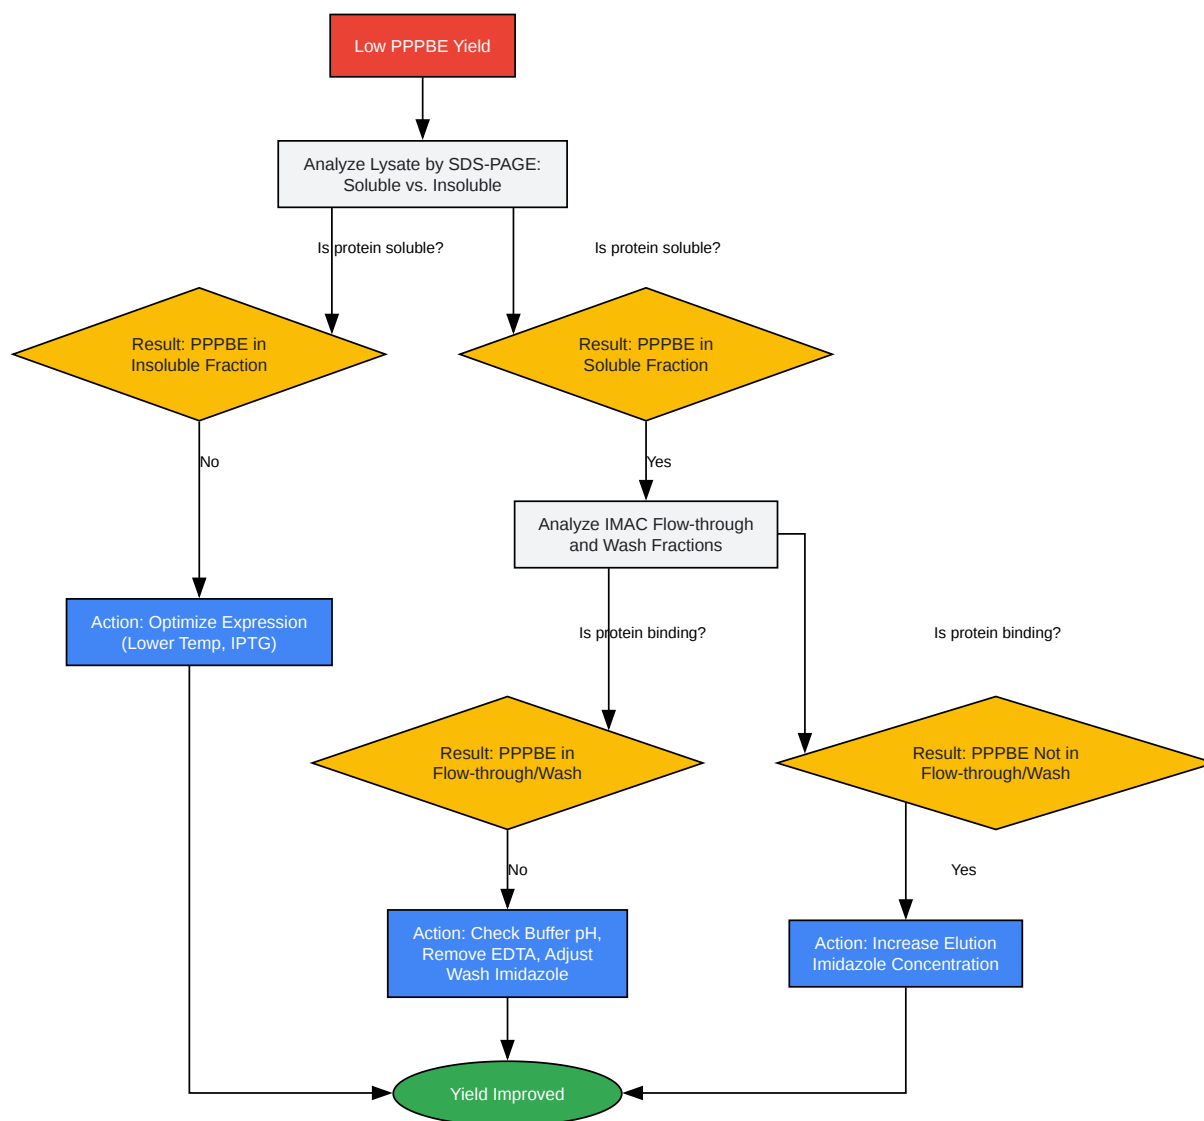 Low PPPBE Yield
Analyze Lysate by SDS-PAGE:
Soluble vs. Insoluble
Is protein soluble?
Is protein soluble?
Result: PPPBE in
Insoluble Fraction
Result: PPPBE in
Soluble Fraction
No
Yes
Analyze IMAC Flow-through
and Wash Fractions
Action: Optimize Expression
(Lower Temp, IPTG)
Is protein binding?
Is protein binding?
Result: PPPBE in
Flow-through/Wash
Result: PPPBE Not in
Flow-through/Wash
No
Yes
Action: Check Buffer pH,
Remove EDTA, Adjust
Wash Imidazole
Action: Increase Elution
Imidazole Concentration
Yield Improved